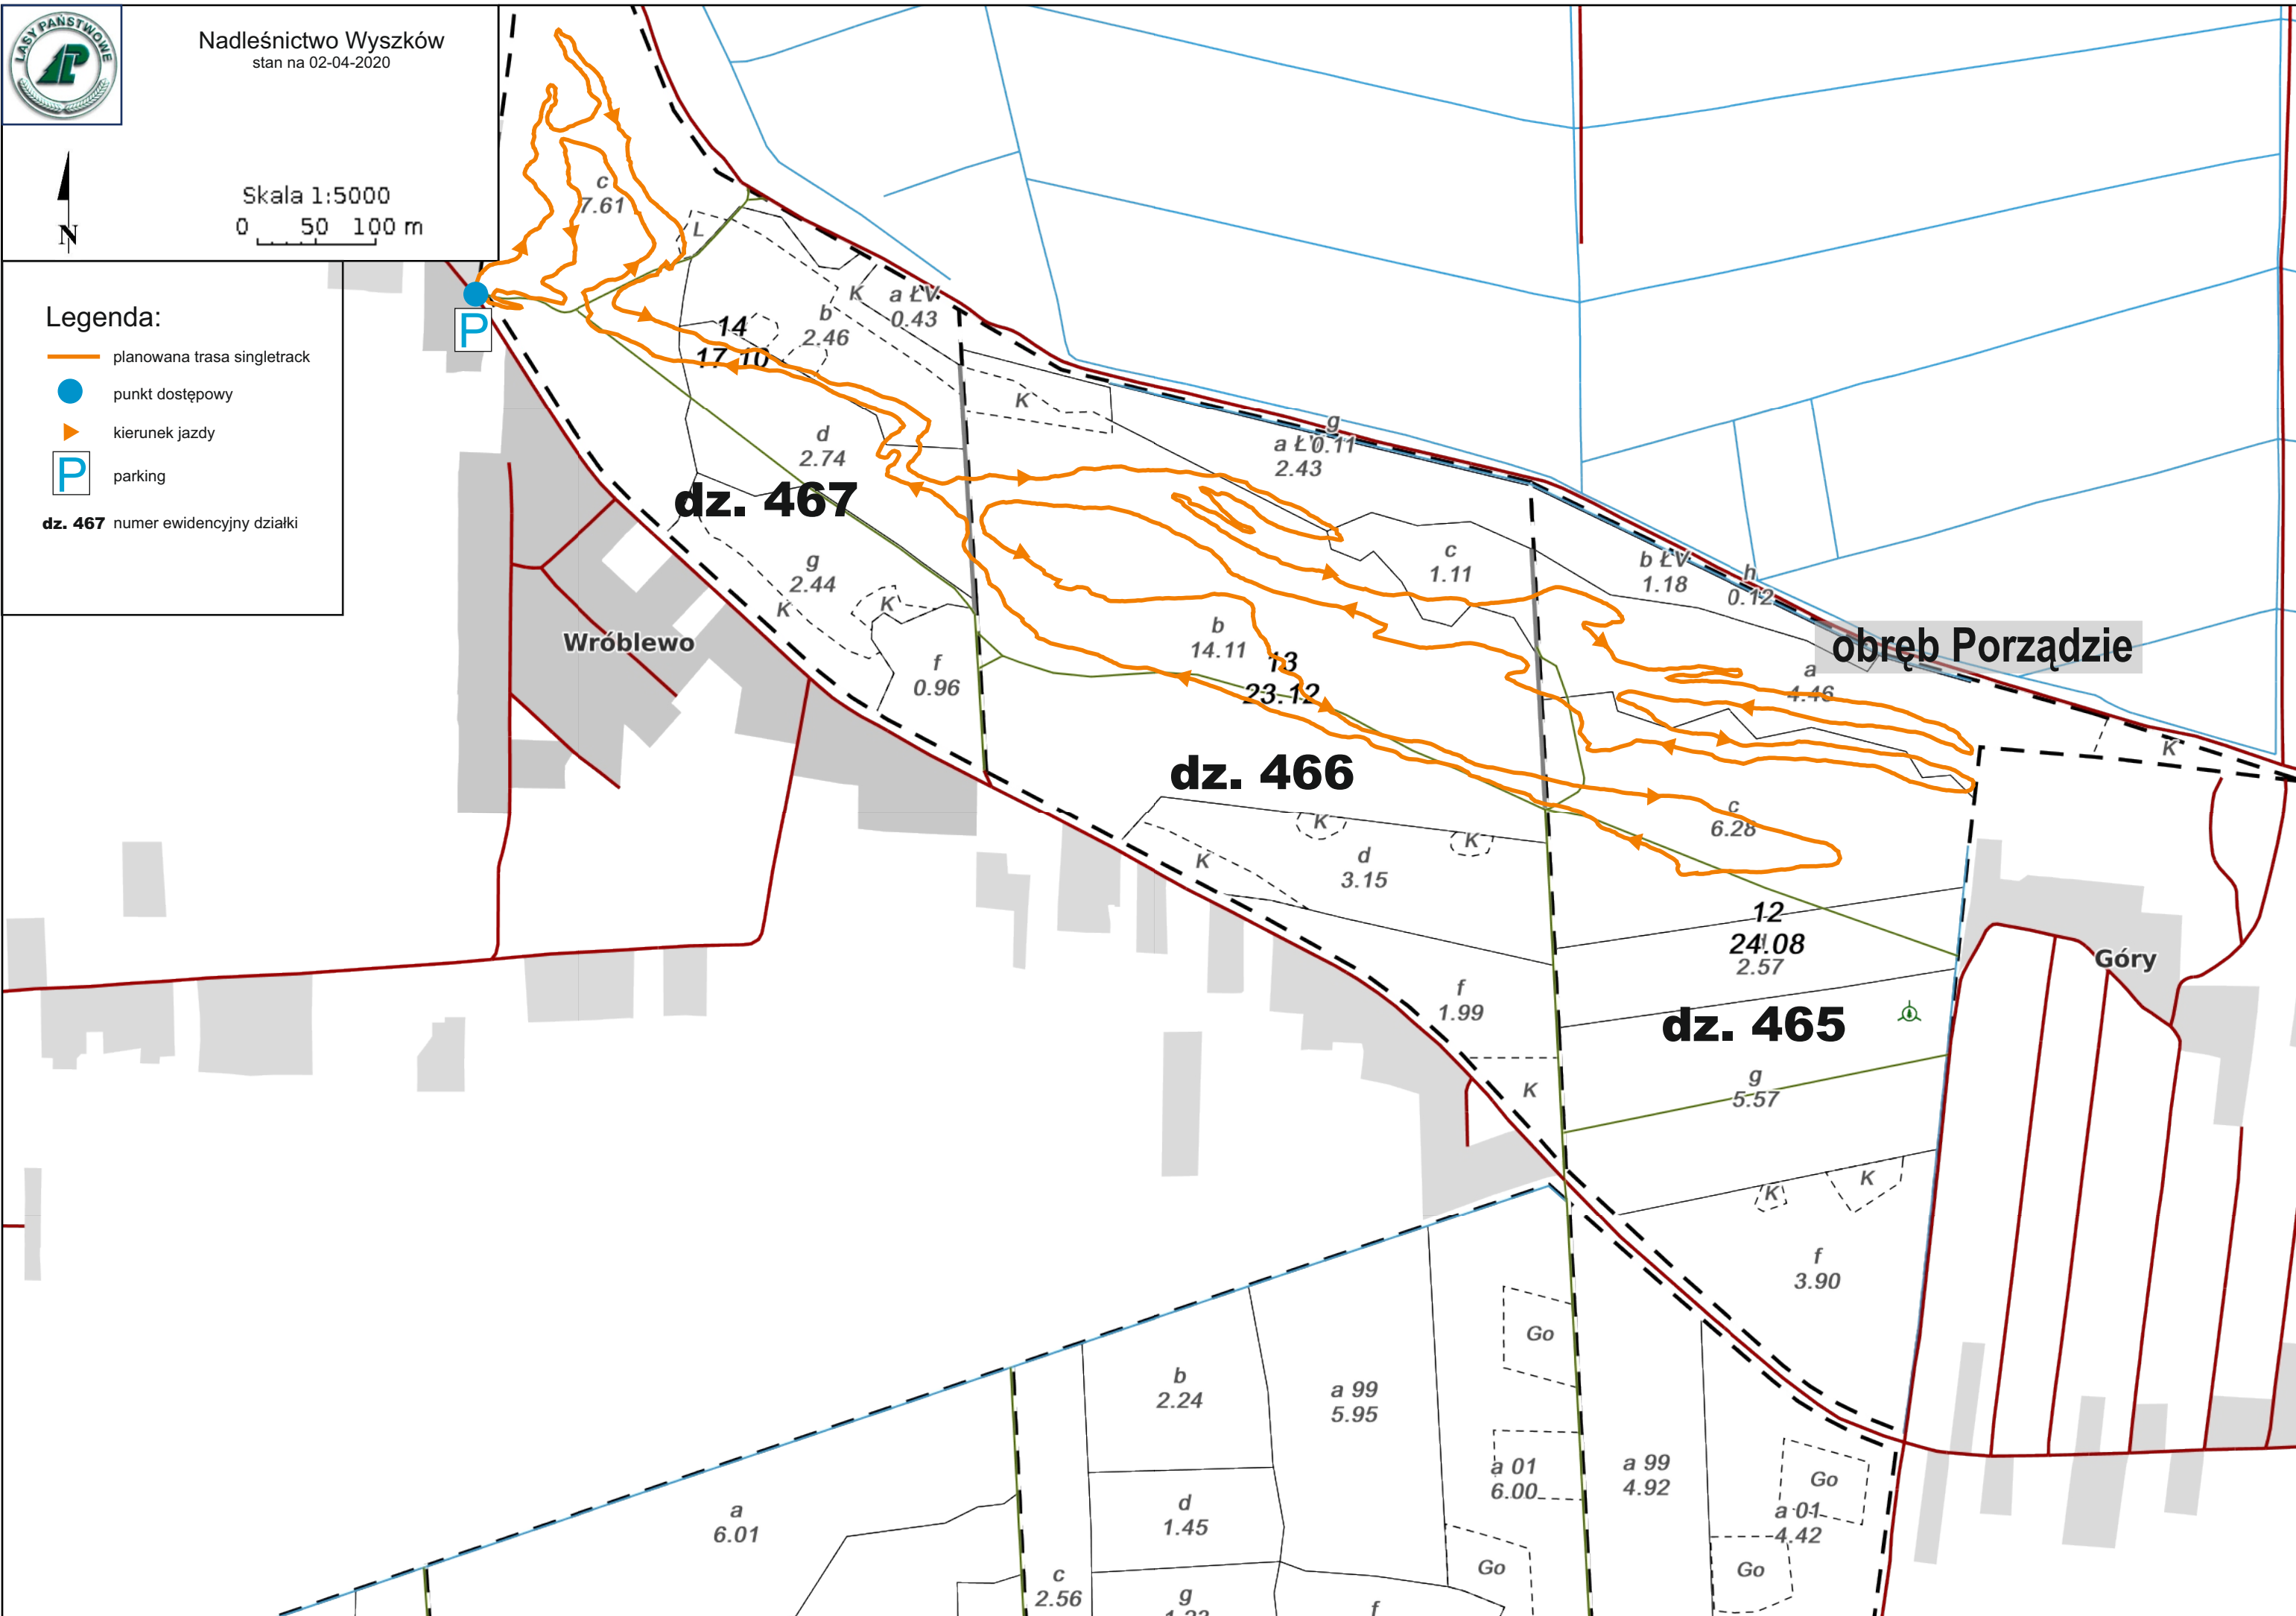 LASY PAŃSTWOWE
Nadleśnictwo Wyszków
stan na 02-04-2020
N
Skala 1:5000
0 50 100 m
Legenda:
planowana trasa singletrack
punkt dostępowy
kierunek jazdy
P parking
dz. 467 numer ewidencyjny działki
P
c
7.61
L
K
a ŁV
0.43
b
2.46
14
17.10
K
d
2.74
dz. 467
g
2.44
K
K
f
0.96
Wróblewo
g
0.11
2.43
c
1.11
b ŁV
1.18
h
0.12
obręb Porządzie
a
4.46
K
b
14.11
13
23.12
dz. 466
K
K
K
d
3.15
c
6.28
12
24.08
2.57
dz. 465
f
1.99
K
g
5.57
Góry
K
K
f
3.90
Go
b
2.24
a 99
5.95
a 01
6.00
a 99
4.92
Go
a 01
4.42
a
6.01
d
1.45
Go
Go
c
2.56
g
f